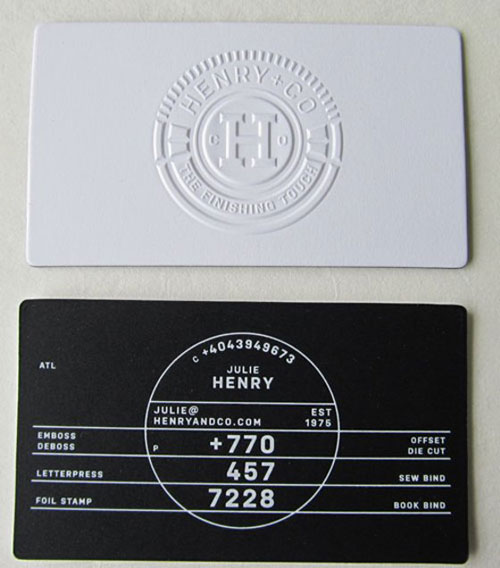 HENRY+CO
C H O
THE FINISHING TOUCH
C +4043949673
ATL
JULIE
HENRY
JULIE@
HENRYANDCO.COM
EST
1975
EMBOSS
DEBOSS
P +770
OFFSET
DIE CUT
LETTERPRESS
457
SEW BIND
FOIL STAMP
7228
BOOK BIND